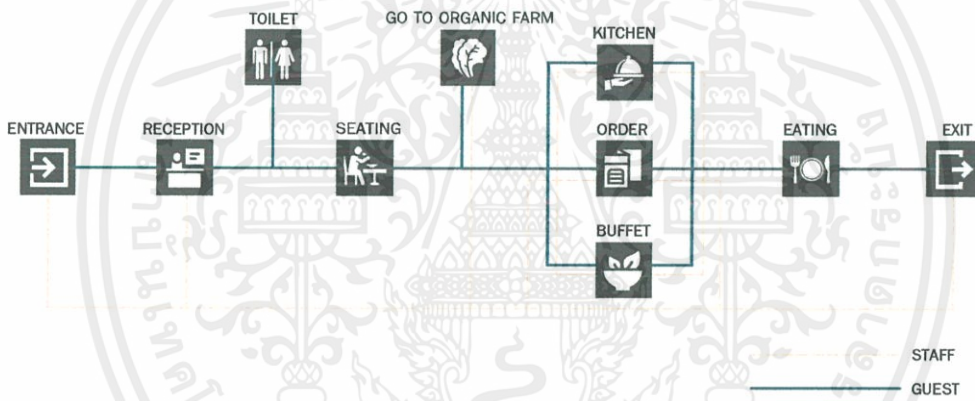 TOILET
GO TO ORGANIC FARM
KITCHEN
ENTRANCE
RECEPTION
SEATING
ORDER
EATING
EXIT
BUFFET
STAFF
GUEST